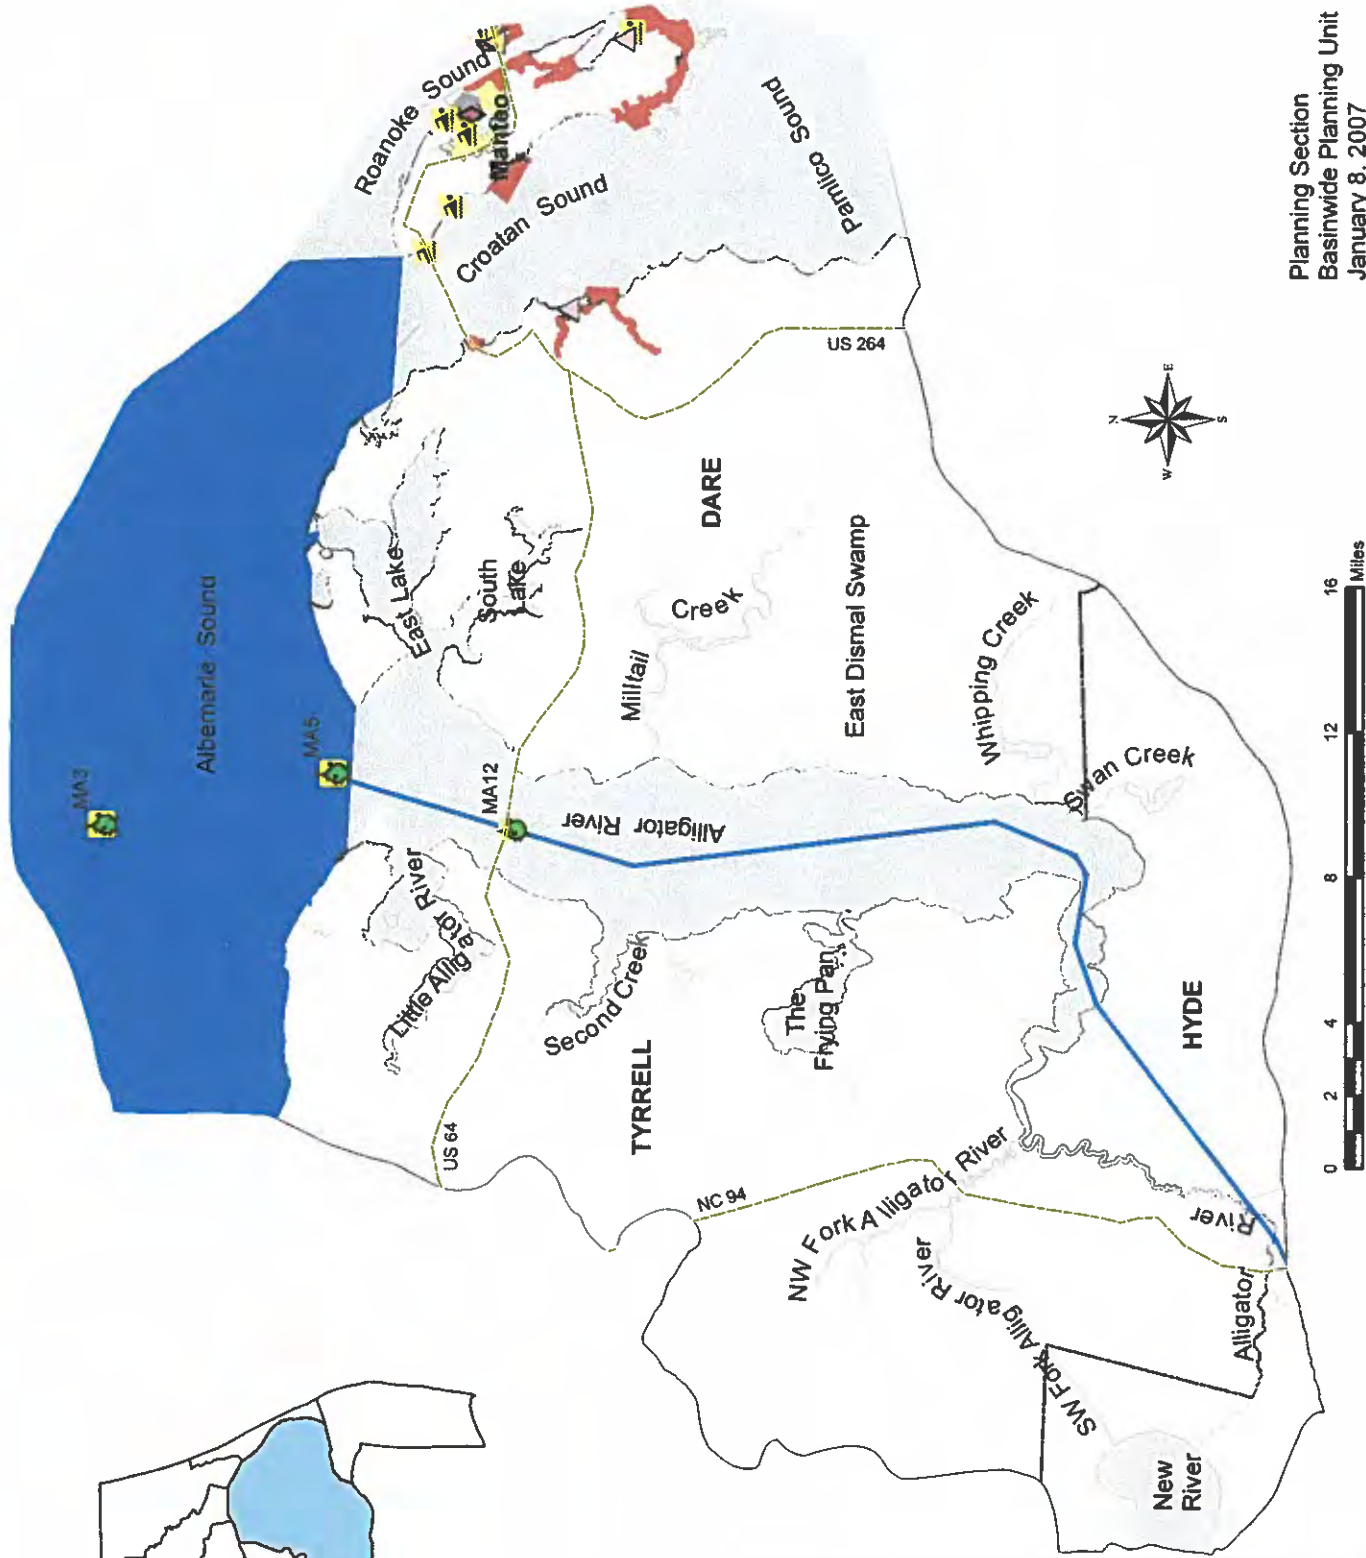 MA3
Albemarle Sound
MA5
Roanoke Sound
Manteo
Croatan Sound
Pamlico Sound
East Lake
South
Lake
Little Alligator River
MA12
US 64
US 264
Alligator River
Second Creek
Milltail
Creek
DARE
TYRRELL
The
Frying Pan
East Dismal Swamp
Whipping Creek
Swan Creek
NC 94
NW Fork Alligator River
SW Fork Alligator River
HYDE
Alligator
River
New
River
N
W
E
S
0 2 4 8 12 16
Miles
Planning Section
Basinwide Planning Unit
January 8, 2007